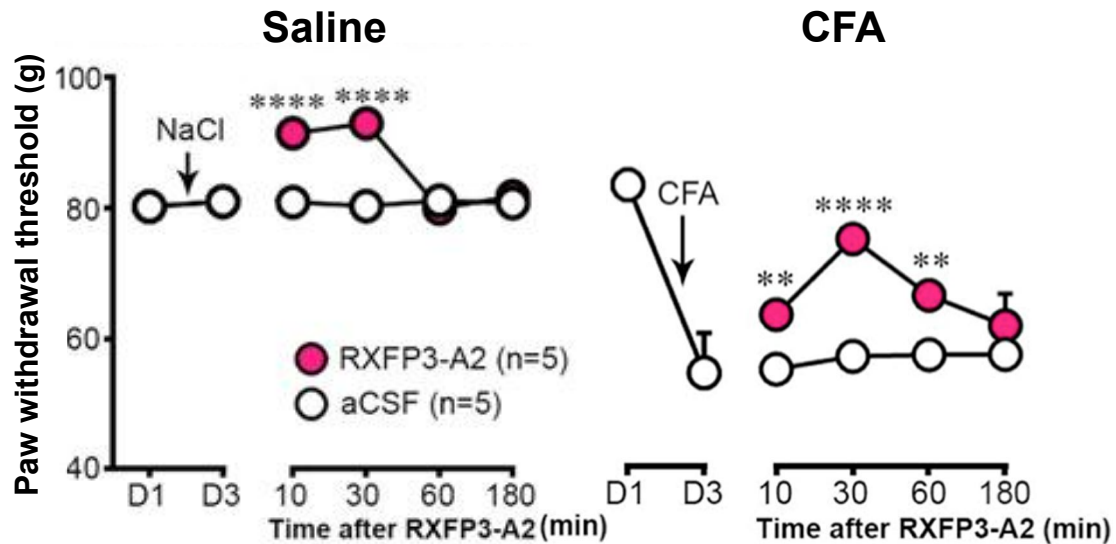 Saline
CFA
Paw withdrawal threshold (g)
100
80
60
40
NaCl
**** ****
RXFP3-A2 (n=5)
aCSF (n=5)
D1 D3 10 30 60 180
Time after RXFP3-A2 (min)
CFA
** **** **
D1 D3 10 30 60 180
Time after RXFP3-A2 (min)